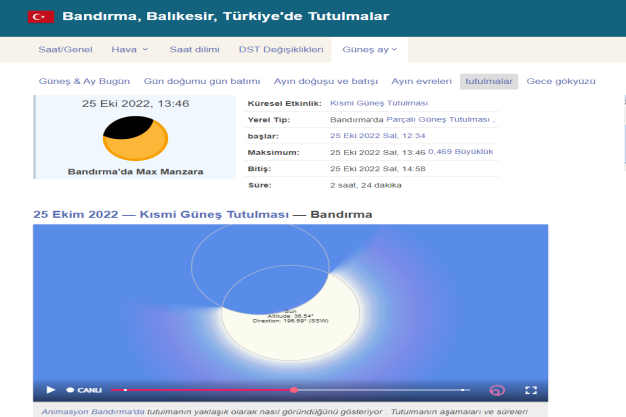 Bandırma, Balıkesir, Türkiye'de Tutulmalar
Saat/Genel Hava Saat dilimi DST Değişiklikleri Güneş ay
Güneş & Ay Bugün Gün doğumu gün batımı Ayın doğuşu ve batışı Ayın evreleri tutulmalar Gece gökyüzü
25 Eki 2022, 13:46
Bandırma'da Max Manzara
Küresel Etkinlik: Kısmi Güneş Tutulması
Yerel Tip: Bandırma'da Parçalı Güneş Tutulması ,
başlar: 25 Eki 2022 Sal, 12:34
Maksimum: 25 Eki 2022 Sal, 13:46 0,469 Büyüklük
Bitiş: 25 Eki 2022 Sal, 14:58
Süre: 2 saat, 24 dakika
25 Ekim 2022 — Kısmi Güneş Tutulması — Bandırma
Sun
Altitude: 36.54°
Direction: 196.59° (SSW)
CANLI
Animasyon Bandırma'da tutulmanın yaklaşık olarak nasıl göründüğünü gösteriyor . Tutulmanın aşamaları ve süreleri